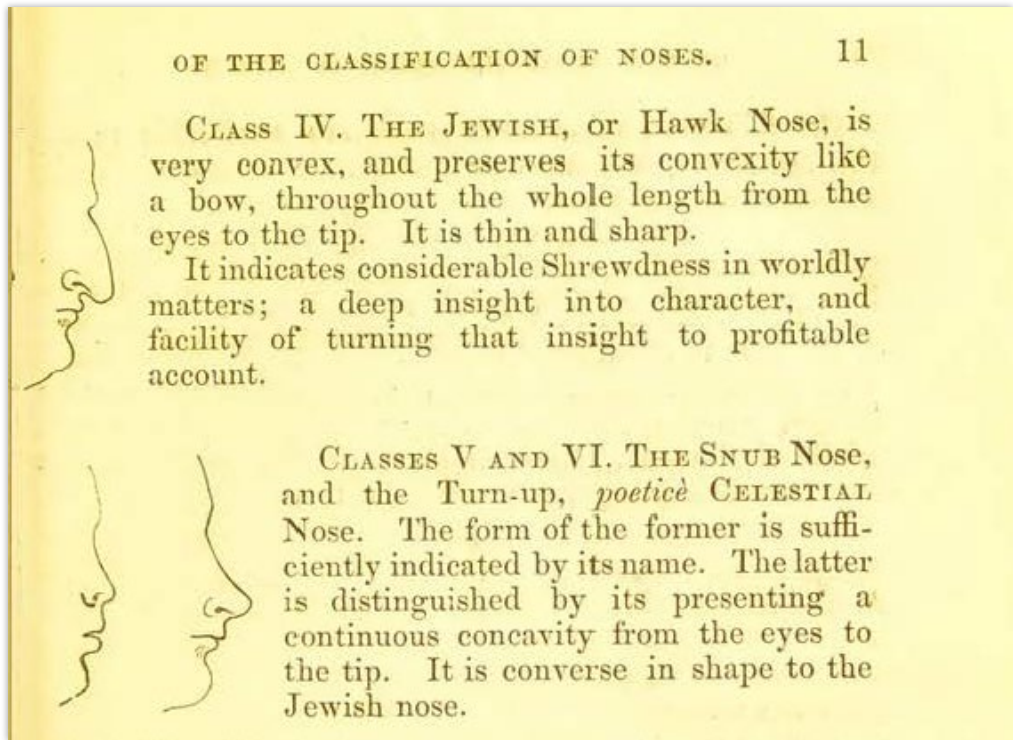 OF THE CLASSIFICATION OF NOSES. 11
CLASS IV. THE JEWISH, or Hawk Nose, is
very convex, and preserves its convexity like
a bow, throughout the whole length from the
eyes to the tip. It is thin and sharp.
It indicates considerable Shrewdness in worldly
matters; a deep insight into character, and
facility of turning that insight to profitable
account.
CLASSES V AND VI. THE SNUB Nose,
and the Turn-up, poeticè CELESTIAL
Nose. The form of the former is suffi-
ciently indicated by its name. The latter
is distinguished by its presenting a
continuous concavity from the eyes to
the tip. It is converse in shape to the
Jewish nose.